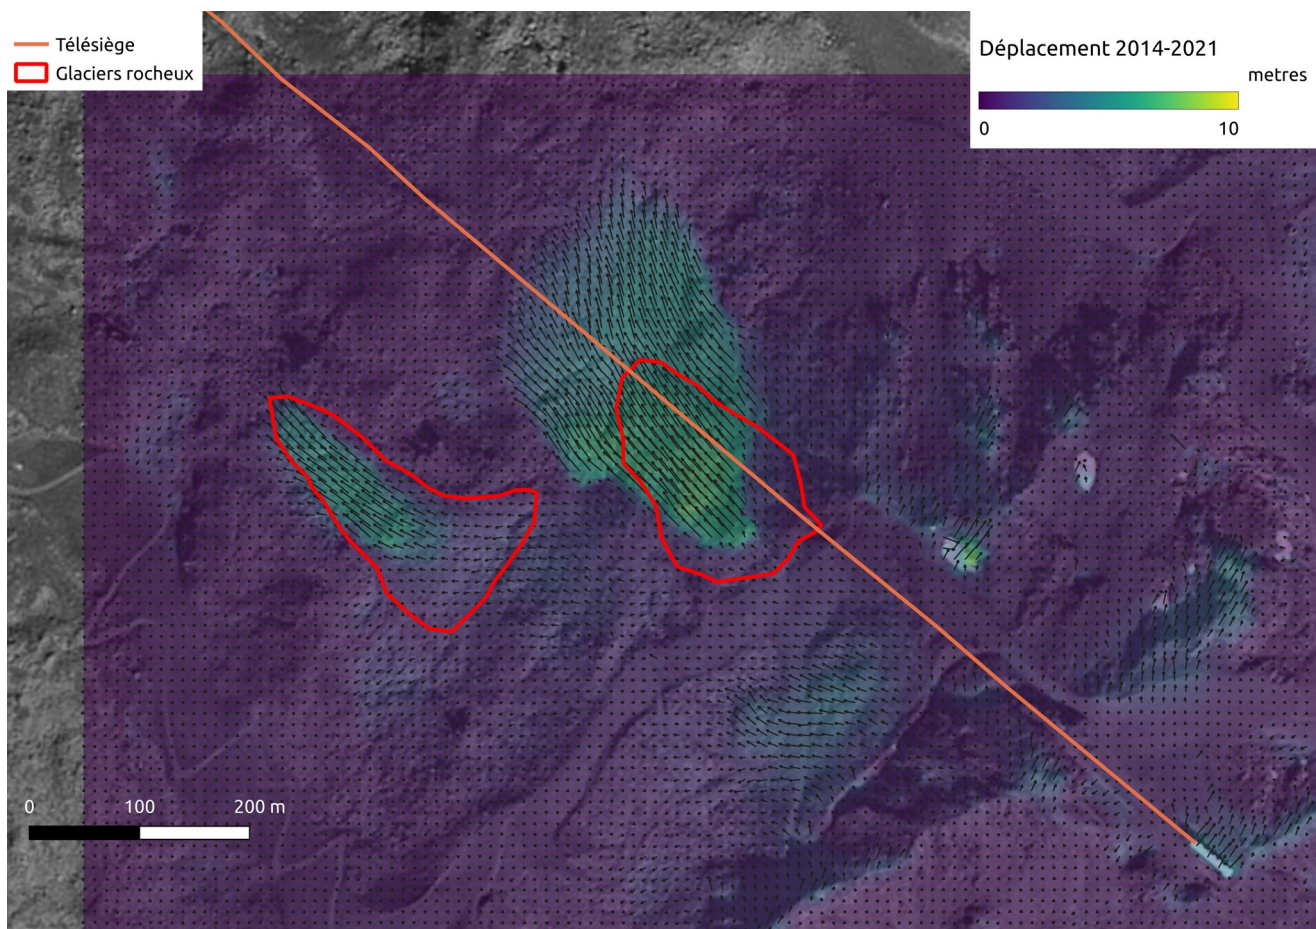 Télésiège
Glaciers rocheux
Déplacement 2014-2021
metres
0 10
0 100 200 m